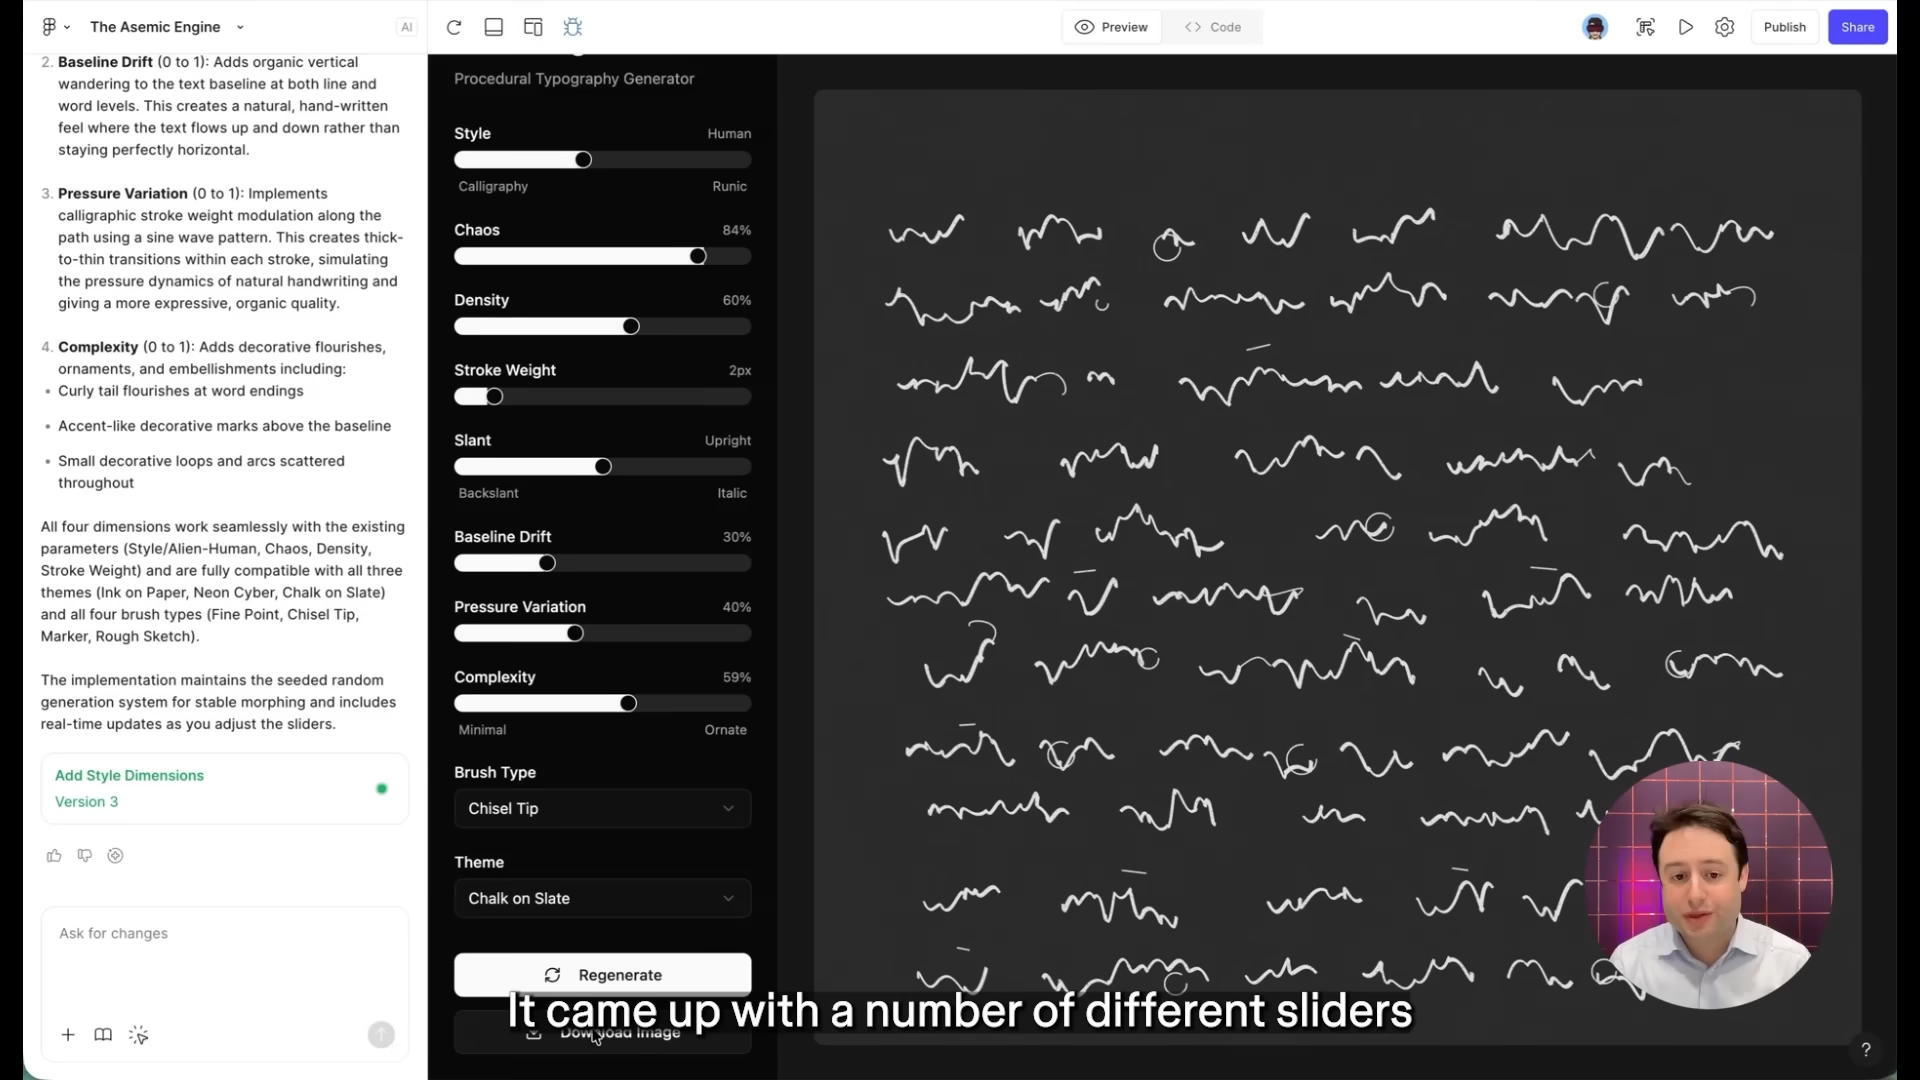 The Asemic Engine
AI
Preview
Code
Publish
Share
2. Baseline Drift (0 to 1): Adds organic vertical
wandering to the text baseline at both line and
word levels. This creates a natural, hand-written
feel where the text flows up and down rather than
staying perfectly horizontal.
3. Pressure Variation (0 to 1): Implements
calligraphic stroke weight modulation along the
path using a sine wave pattern. This creates thick-
to-thin transitions within each stroke, simulating
the pressure dynamics of natural handwriting and
giving a more expressive, organic quality.
4. Complexity (0 to 1): Adds decorative flourishes,
ornaments, and embellishments including:
• Curly tail flourishes at word endings
• Accent-like decorative marks above the baseline
• Small decorative loops and arcs scattered
throughout
All four dimensions work seamlessly with the existing
parameters (Style/Alien-Human, Chaos, Density,
Stroke Weight) and are fully compatible with all three
themes (Ink on Paper, Neon Cyber, Chalk on Slate)
and all four brush types (Fine Point, Chisel Tip,
Marker, Rough Sketch).
The implementation maintains the seeded random
generation system for stable morphing and includes
real-time updates as you adjust the sliders.
Add Style Dimensions
Version 3
Ask for changes
Procedural Typography Generator
Style Human
Calligraphy Runic
Chaos 84%
Density 60%
Stroke Weight 2px
Slant Upright
Backslant Italic
Baseline Drift 30%
Pressure Variation 40%
Complexity 59%
Minimal Ornate
Brush Type
Chisel Tip
Theme
Chalk on Slate
Regenerate
Download Image
It came up with a number of different sliders
?